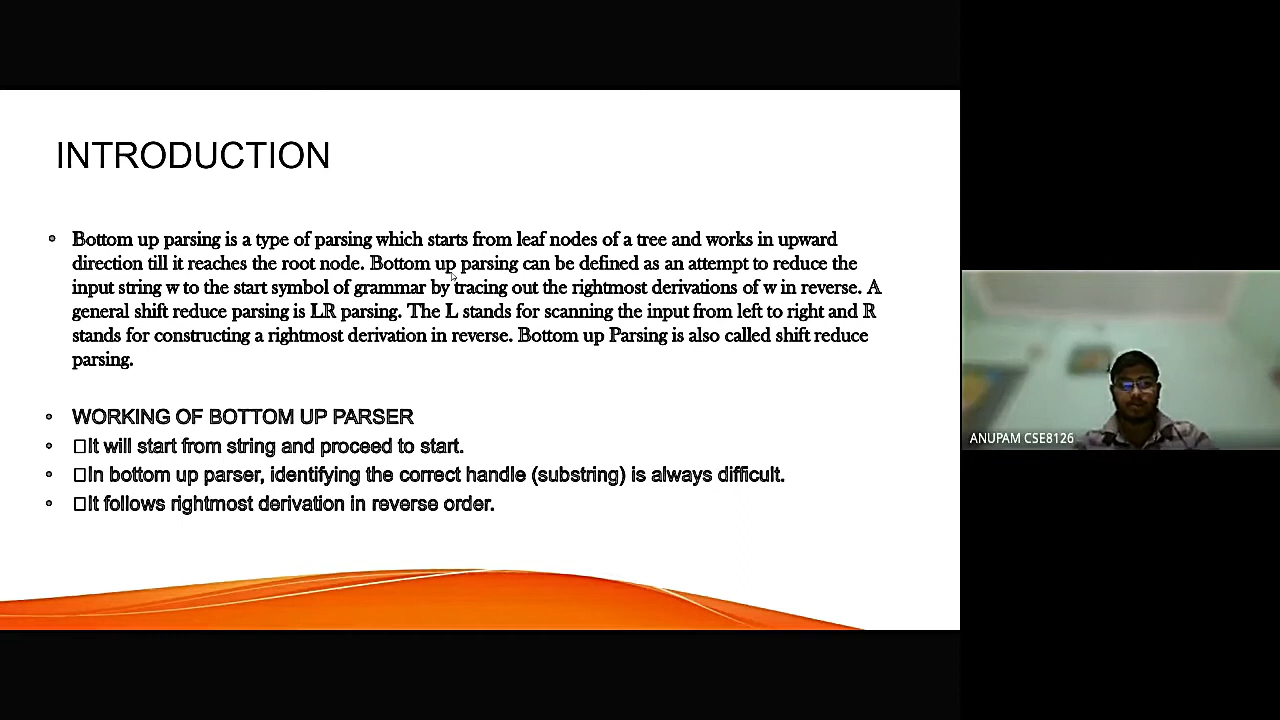 INTRODUCTION
Bottom up parsing is a type of parsing which starts from leaf nodes of a tree and works in upward
direction till it reaches the root node. Bottom up parsing can be defined as an attempt to reduce the
input string w to the start symbol of grammar by tracing out the rightmost derivations of w in reverse. A
general shift reduce parsing is LR parsing. The L stands for scanning the input from left to right and R
stands for constructing a rightmost derivation in reverse. Bottom up Parsing is also called shift reduce
parsing.
WORKING OF BOTTOM UP PARSER
It will start from string and proceed to start.
In bottom up parser, identifying the correct handle (substring) is always difficult.
It follows rightmost derivation in reverse order.
ANUPAM CSE8126